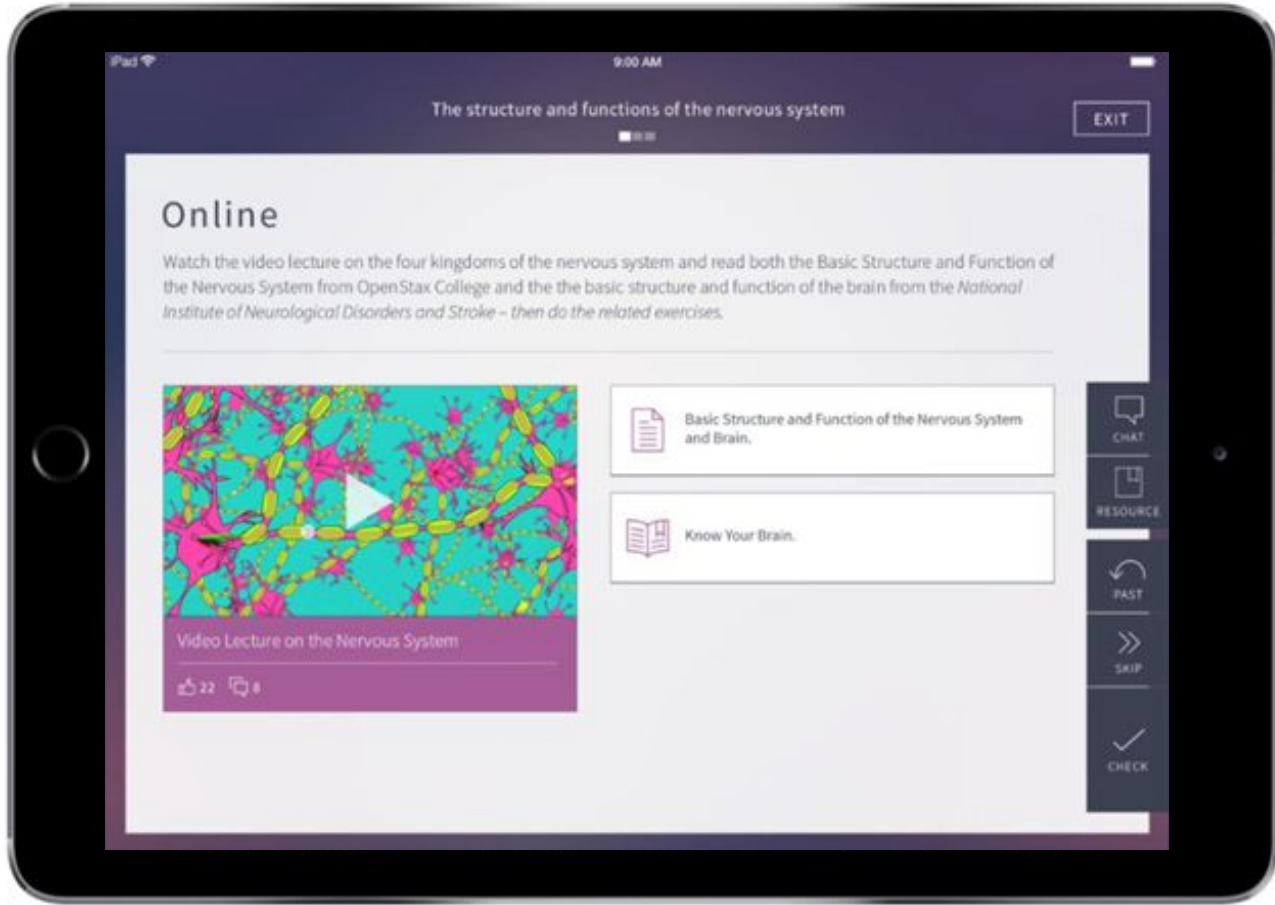 iPad
9:00 AM
The structure and functions of the nervous system
EXIT
Online
Watch the video lecture on the four kingdoms of the nervous system and read both the Basic Structure and Function of
the Nervous System from OpenStax College and the the basic structure and function of the brain from the National
Institute of Neurological Disorders and Stroke – then do the related exercises.
Basic Structure and Function of the Nervous System
and Brain.
Know Your Brain.
Video Lecture on the Nervous System
22 8
CHAT
RESOURCE
PAST
SKIP
CHECK